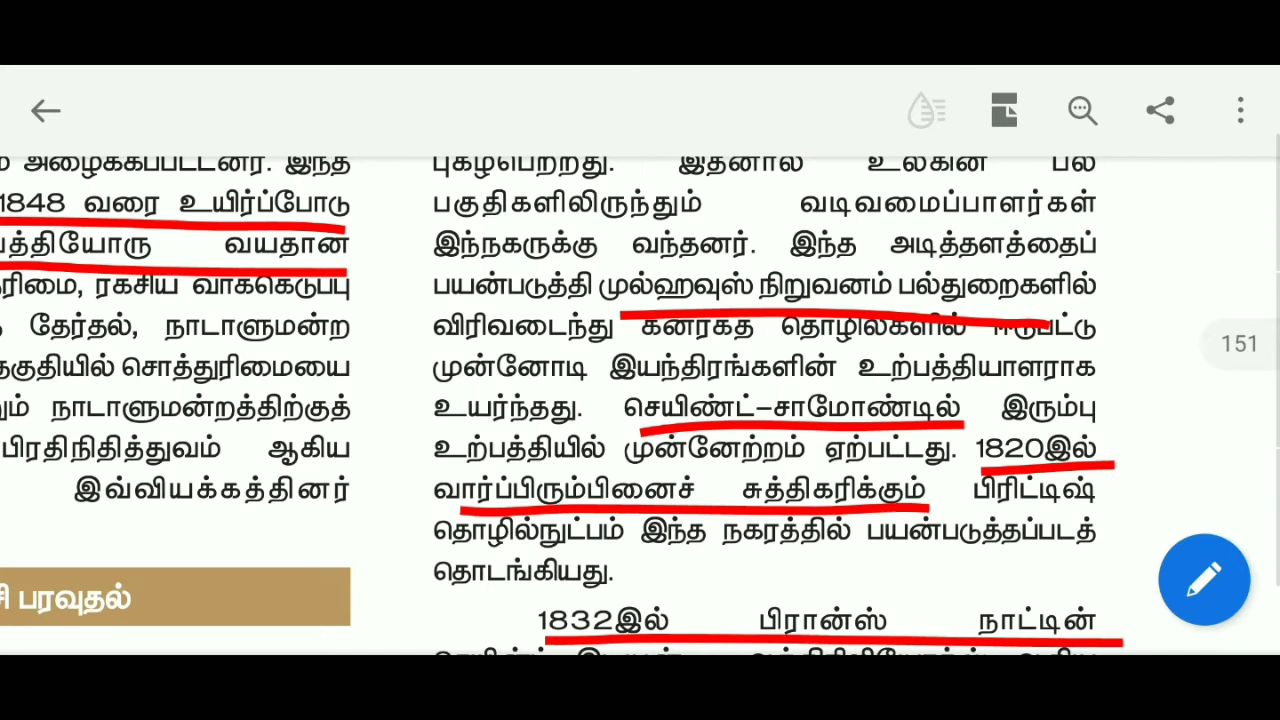 அழைக்கப்பட்டனர். இந்த
1848 வரை உயிர்ப்போடு
வயதான
ரகசிய வாக்கெடுப்பு
தேர்தல், நாடாளுமன்ற
சொத்துரிமையை
நாடாளுமன்றத்திற்குத்
பிரதிநிதித்துவம் ஆகிய
இவ்வியக்கத்தினர்
பரவுதல்
புகழ்பெற்றது. இதனால் உலகின் பல
பகுதிகளிலிருந்தும் வடிவமைப்பாளர்கள்
இந்நகருக்கு வந்தனர். இந்த அடித்தளத்தைப்
பயன்படுத்தி முல்ஹவுஸ் நிறுவனம் பல்துறைகளில்
விரிவடைந்து கனரகத் தொழில்களில் ஈடுபட்டு
முன்னோடி இயந்திரங்களின் உற்பத்தியாளராக
உயர்ந்தது. செயிண்ட்-சாமோண்டில் இரும்பு
உற்பத்தியில் முன்னேற்றம் ஏற்பட்டது. 1820இல்
வார்ப்பிரும்பினைச் சுத்திகரிக்கும் பிரிட்டிஷ்
தொழில்நுட்பம் இந்த நகரத்தில் பயன்படுத்தப்படத்
தொடங்கியது.
1832இல் பிரான்ஸ் நாட்டின்
151